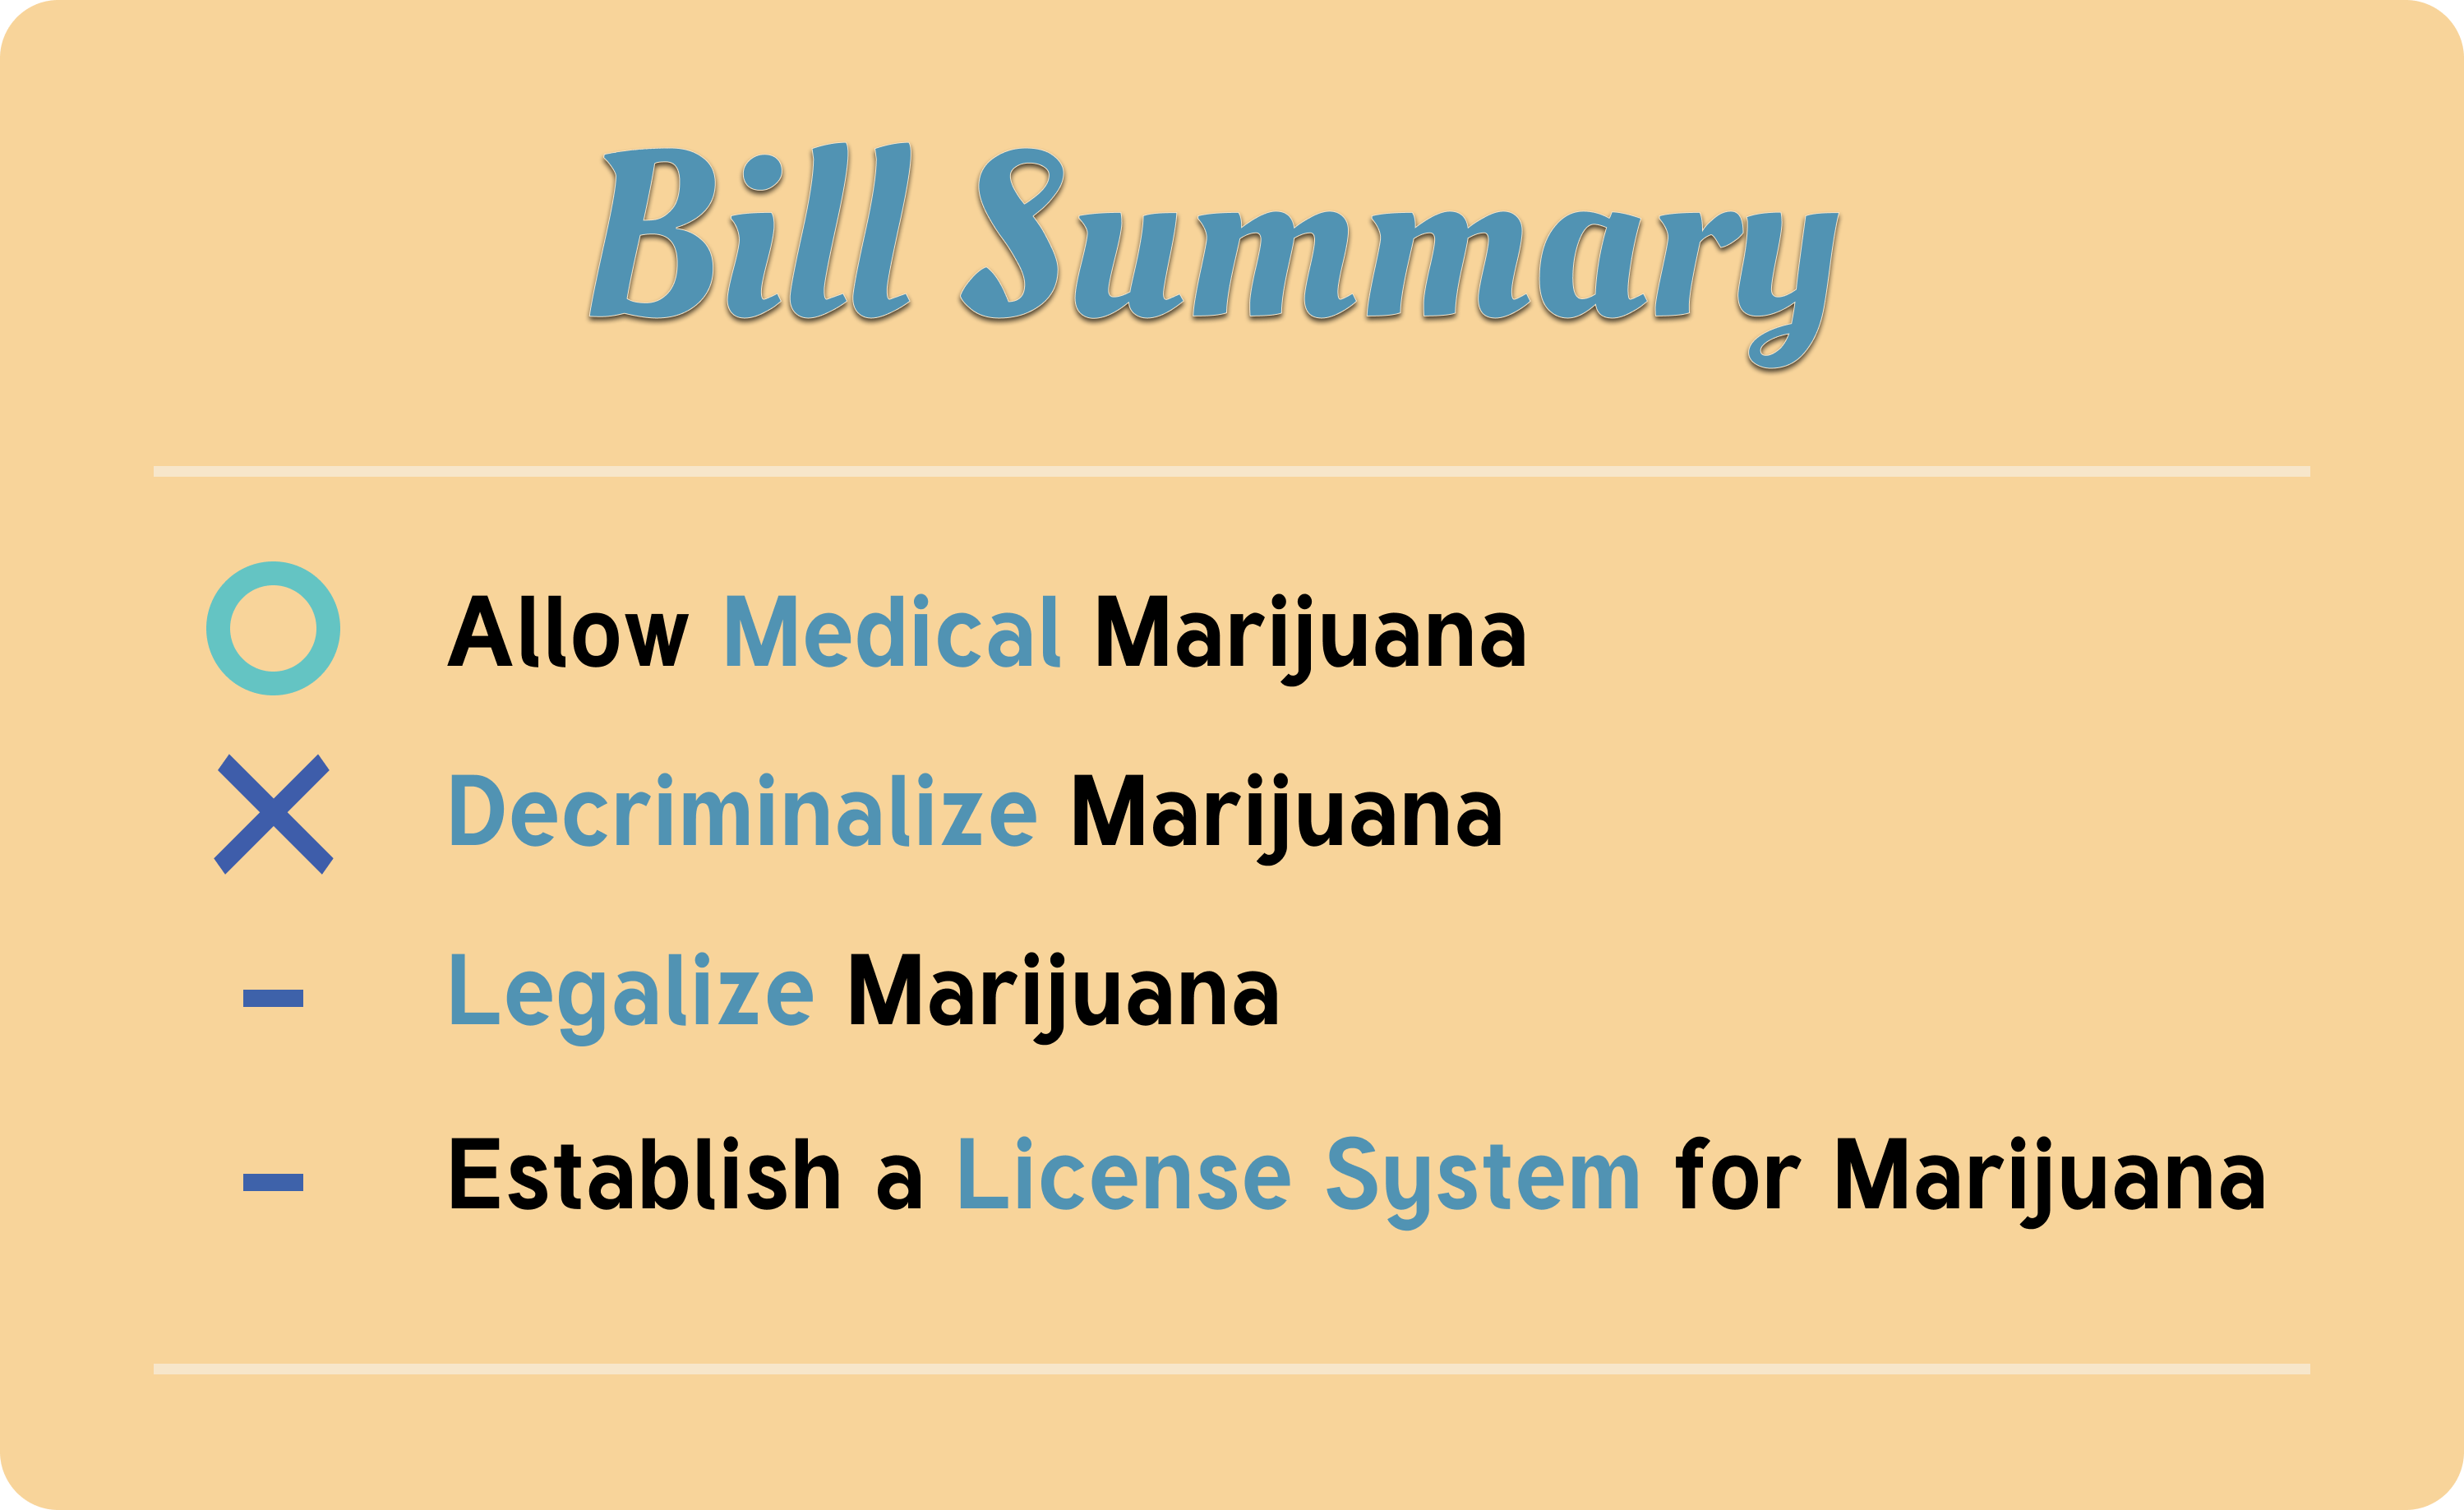 Bill Summary
Allow Medical Marijuana
Decriminalize Marijuana
Legalize Marijuana
Establish a License System for Marijuana